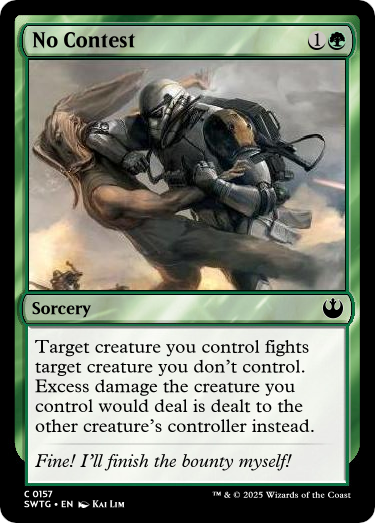 No Contest 1
Sorcery
Target creature you control fights
target creature you don't control.
Excess damage the creature you
control would deal is dealt to the
other creature's controller instead.
Fine! I'll finish the bounty myself!
C 0157
SWTG • EN Kai Lim
™ & © 2025 Wizards of the Coast